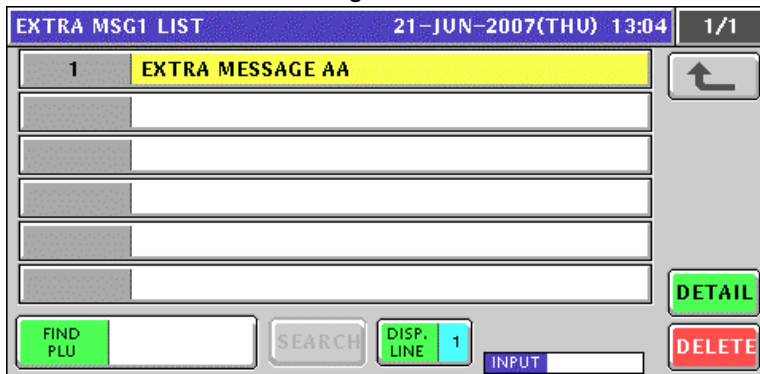 EXTRA MSG1 LIST 21-JUN-2007(THU) 13:04 1/1
1 EXTRA MESSAGE AA
DETAIL
FIND PLU
SEARCH
DISP. LINE 1
INPUT
DELETE